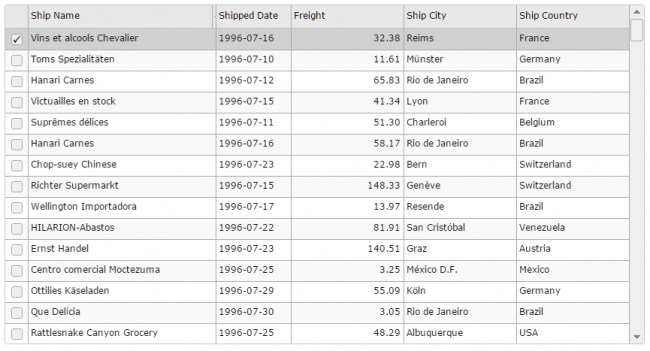 Ship Name Shipped Date Freight Ship City Ship Country
Vins et alcools Chevalier 1996-07-16 32.38 Reims France
Toms Spezialitäten 1996-07-10 11.61 Münster Germany
Hanari Carnes 1996-07-12 65.83 Rio de Janeiro Brazil
Victuailles en stock 1996-07-15 41.34 Lyon France
Suprêmes délices 1996-07-11 51.30 Charleroi Belgium
Hanari Carnes 1996-07-16 58.17 Rio de Janeiro Brazil
Chop-suey Chinese 1996-07-23 22.98 Bern Switzerland
Richter Supermarkt 1996-07-15 148.33 Genève Switzerland
Wellington Importadora 1996-07-17 13.97 Resende Brazil
HILARION-Abastos 1996-07-22 81.91 San Cristóbal Venezuela
Ernst Handel 1996-07-23 140.51 Graz Austria
Centro comercial Moctezuma 1996-07-25 3.25 México D.F. Mexico
Ottilies Käseladen 1996-07-29 55.09 Köln Germany
Que Delícia 1996-07-30 3.05 Rio de Janeiro Brazil
Rattlesnake Canyon Grocery 1996-07-25 48.29 Albuquerque USA